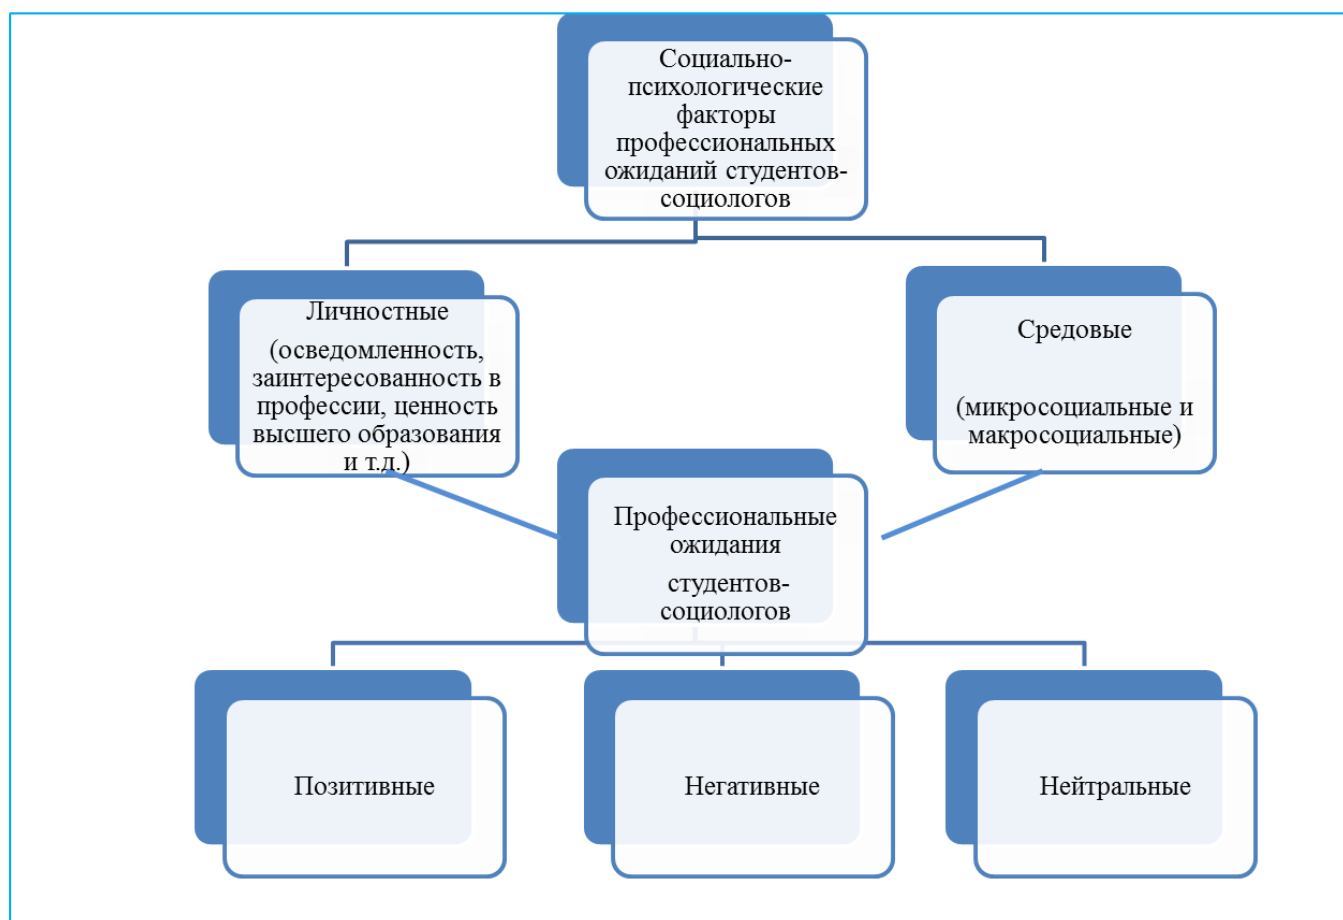 Социально-
психологические
факторы
профессиональных
ожиданий студентов-
социологов
Личностные
(осведомленность,
заинтересованность в
профессии, ценность
высшего образования
и т.д.)
Средовые
(микросоциальные и
макросоциальные)
Профессиональные
ожидания
студентов-
социологов
Позитивные
Негативные
Нейтральные